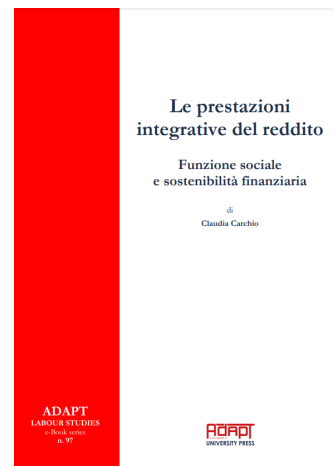 Le prestazioni
integrative del reddito
Funzione sociale
e sostenibilità finanziaria
di
Claudia Carchio
ADAPT
LABOUR STUDIES
e-Book series
n. 97
ADAPT
UNIVERSITY PRESS